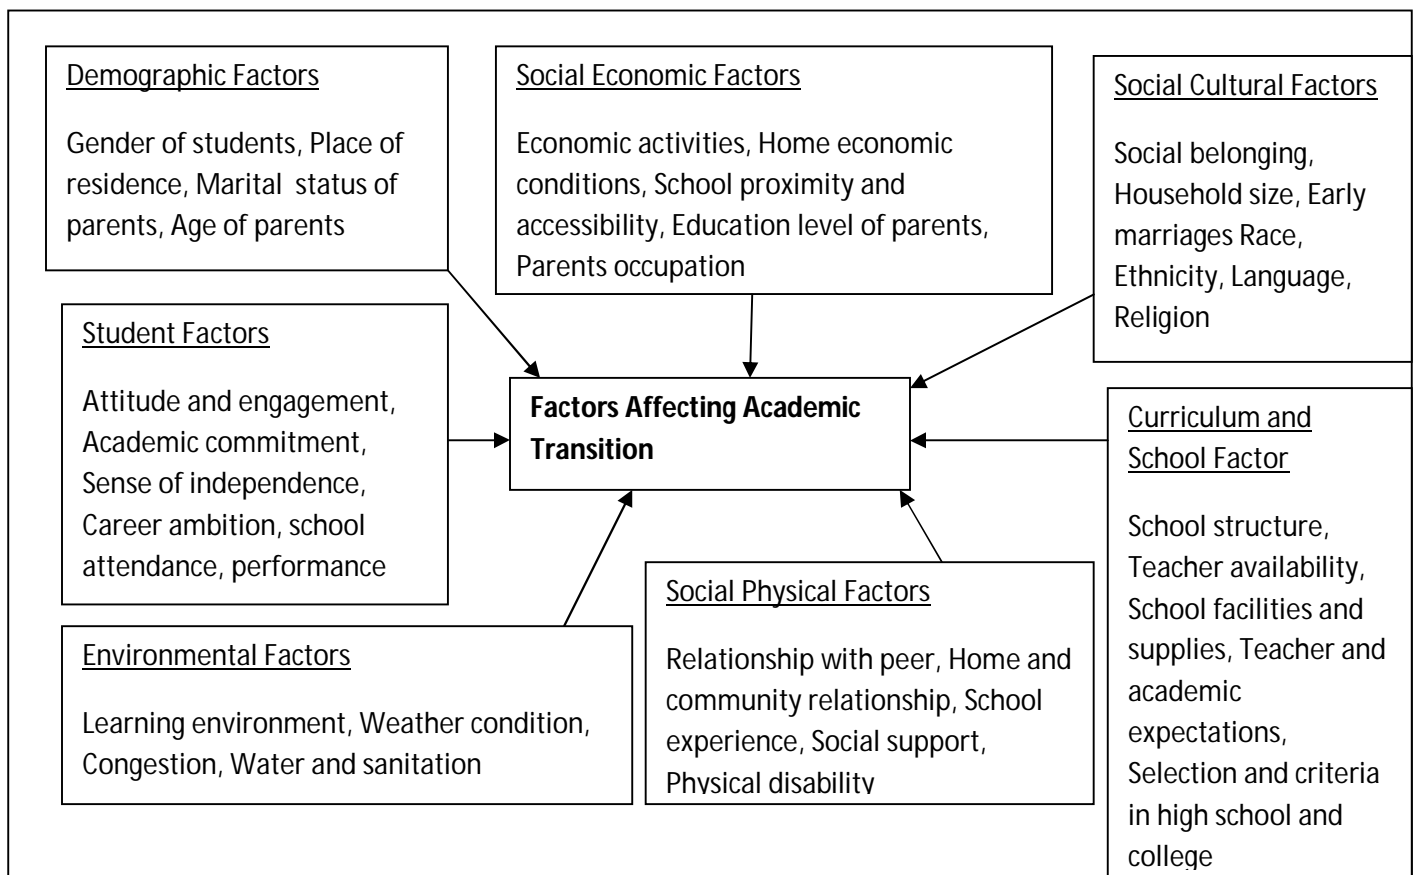 Demographic Factors
Gender of students, Place of
residence, Marital  status of
parents, Age of parents
Social Economic Factors
Economic activities, Home economic
conditions, School proximity and
accessibility, Education level of parents,
Parents occupation
Social Cultural Factors
Social belonging,
Household size, Early
marriages Race,
Ethnicity, Language,
Religion
Student Factors
Attitude and engagement,
Academic commitment,
Sense of independence,
Career ambition, school
attendance, performance
Factors Affecting Academic
Transition
Curriculum and
School Factor
School structure,
Teacher availability,
School facilities and
supplies, Teacher and
academic
expectations,
Selection and criteria
in high school and
college
Environmental Factors
Learning environment, Weather condition,
Congestion, Water and sanitation
Social Physical Factors
Relationship with peer, Home and
community relationship, School
experience, Social support,
Physical disability